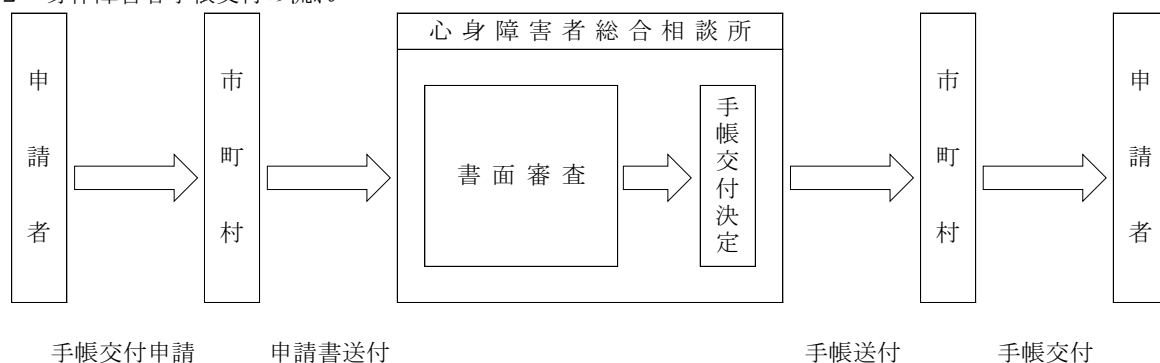 心身障害者総合相談所
申請者
市町村
書面審査
手帳交付決定
市町村
申請者
手帳交付申請
申請書送付
手帳送付
手帳交付